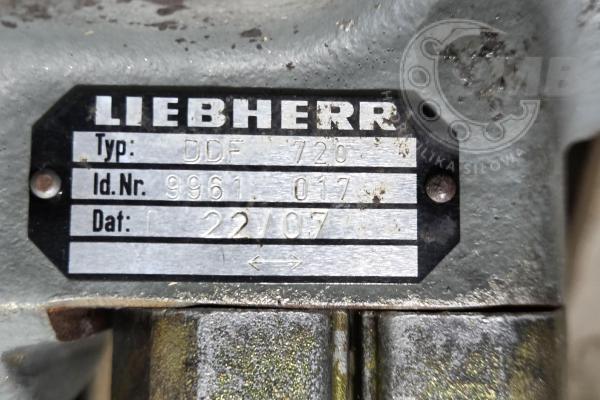 LIEBHERR
Typ: DDF 720
Id.Nr. 9961 017
Dat: 22/07
←→